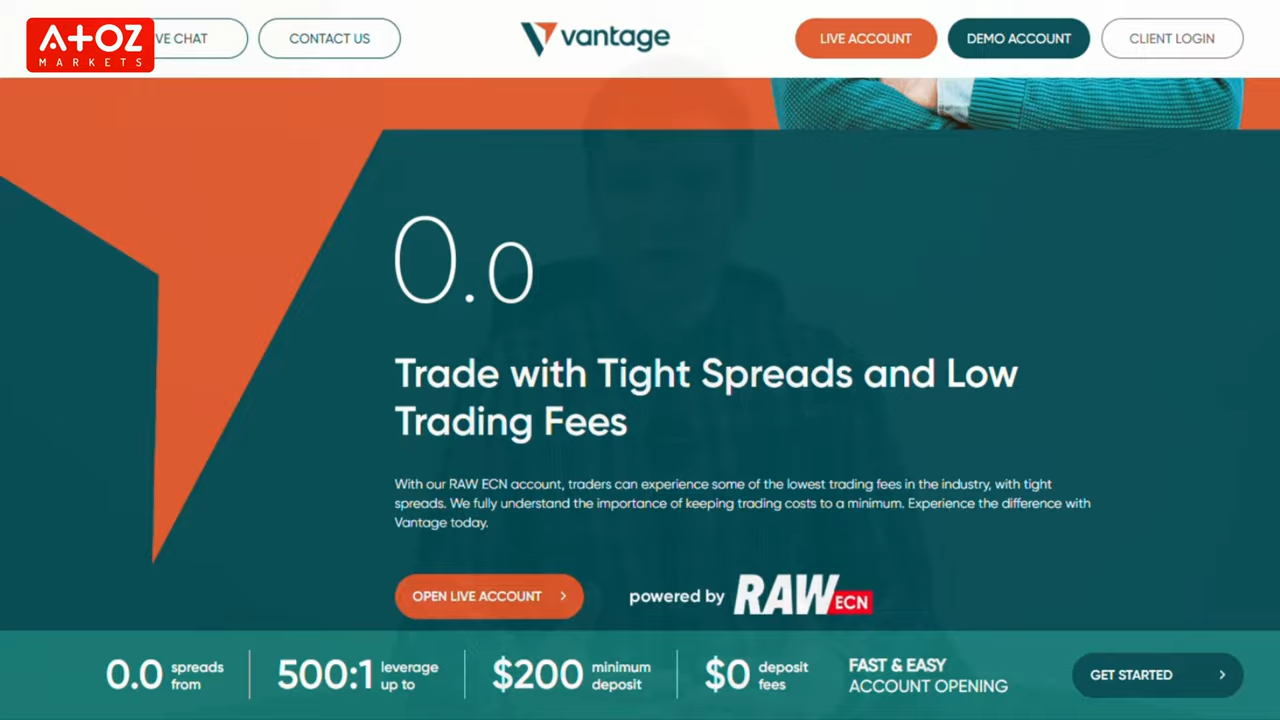 A+OZ
MARKETS
VE CHAT
CONTACT US
vantage
LIVE ACCOUNT
DEMO ACCOUNT
CLIENT LOGIN
0.0
Trade with Tight Spreads and Low
Trading Fees
With our RAW ECN account, traders can experience some of the lowest trading fees in the industry, with tight
spreads. We fully understand the importance of keeping trading costs to a minimum. Experience the difference with
Vantage today.
OPEN LIVE ACCOUNT
powered by RAW ECN
0.0 spreads from
500:1 leverage up to
$200 minimum deposit
$0 deposit fees
FAST & EASY
ACCOUNT OPENING
GET STARTED